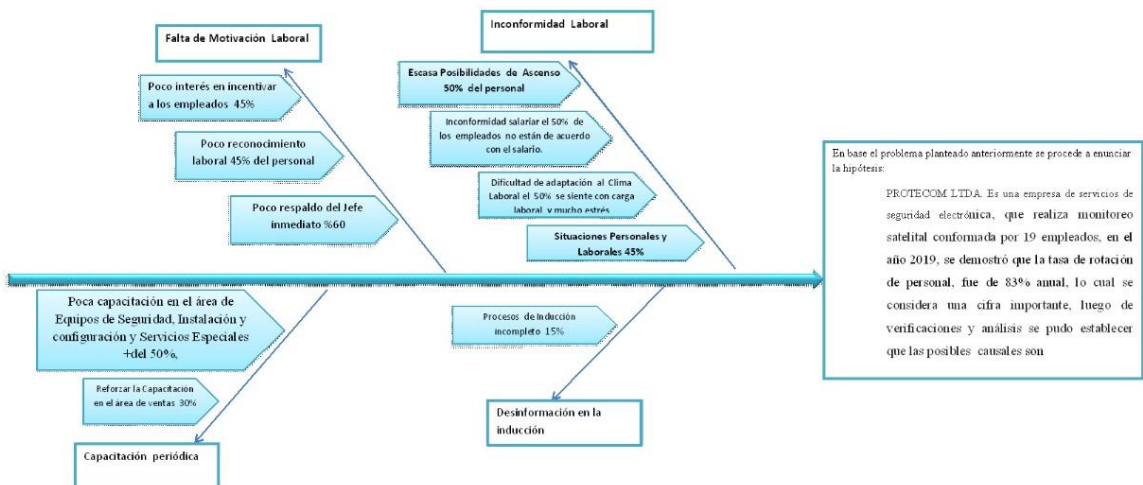 Falta de Motivación Laboral
Poco interés en incentivar
a los empleados 45%
Poco reconocimiento
laboral 45% del personal
Poco respaldo del Jefe
inmediato %60
Inconformidad Laboral
Escasa Posibilidades de Ascenso
50% del personal
Inconformidad salariar el 50% de
los empleados no están de acuerdo
con el salario.
Dificultad de adaptación al Clima
Laboral el 50% se siente con carga
laboral y mucho estrés
Situaciones Personales y
Laborales 45%
Poca capacitación en el área de
Equipos de Seguridad, Instalación y
configuración y Servicios Especiales
+del 50%,
Reforzar la Capacitación
en el área de ventas 30%
Capacitación periódica
Procesos de Inducción
incompleto 15%
Desinformación en la
inducción
En base el problema planteado anteriormente se procede a enunciar
la hipótesis:
PROTECOM LTDA. Es una empresa de servicios de
seguridad electrónica, que realiza monitoreo
satelital conformada por 19 empleados, en el
año 2019, se demostró que la tasa de rotación
de personal, fue de 83% anual, lo cual se
considera una cifra importante, luego de
verificaciones y análisis se pudo establecer
que las posibles causales son